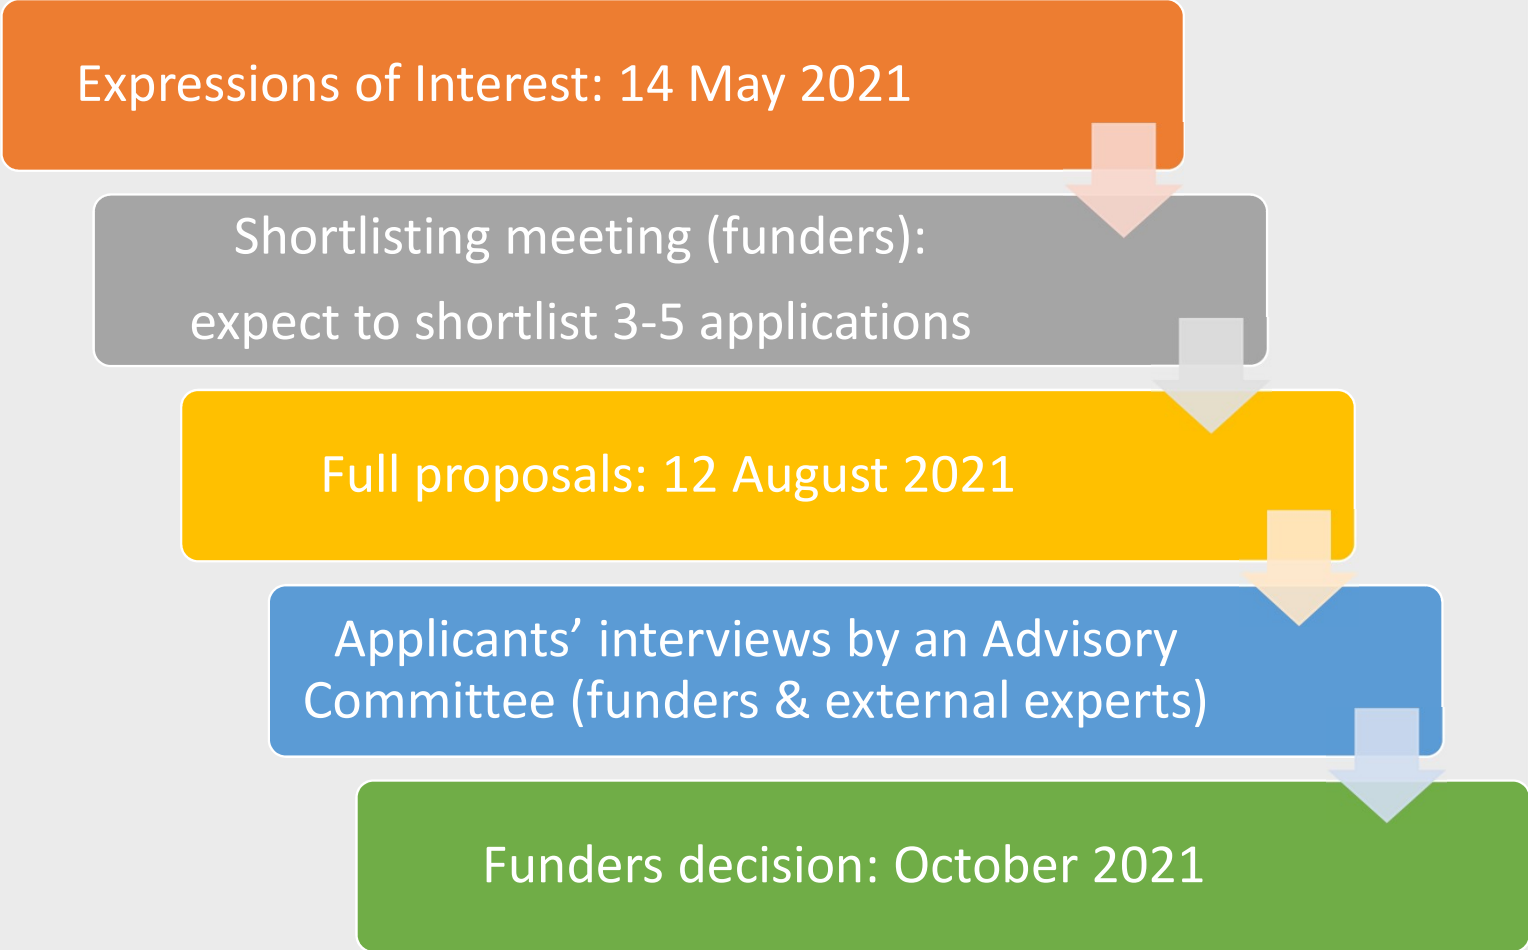 Expressions of Interest: 14 May 2021
Shortlisting meeting (funders):
expect to shortlist 3-5 applications
Full proposals: 12 August 2021
Applicants’ interviews by an Advisory
Committee (funders & external experts)
Funders decision: October 2021